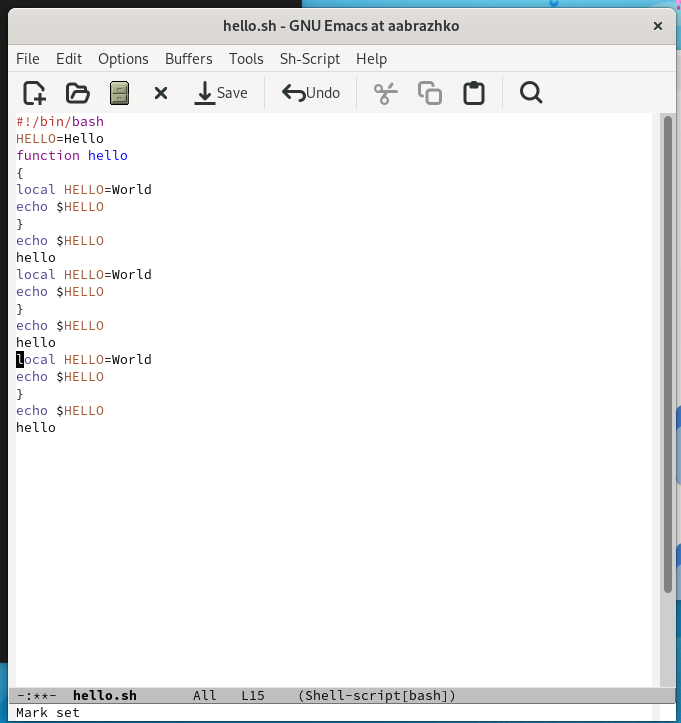 hello.sh - GNU Emacs at aabrazhko
File Edit Options Buffers Tools Sh-Script Help
Save Undo
#!/bin/bash
HELLO=Hello
function hello
{
local HELLO=World
echo $HELLO
}
echo $HELLO
hello
local HELLO=World
echo $HELLO
}
echo $HELLO
hello
local HELLO=World
echo $HELLO
}
echo $HELLO
hello
-:**- hello.sh All L15 (Shell-script[bash])
Mark set